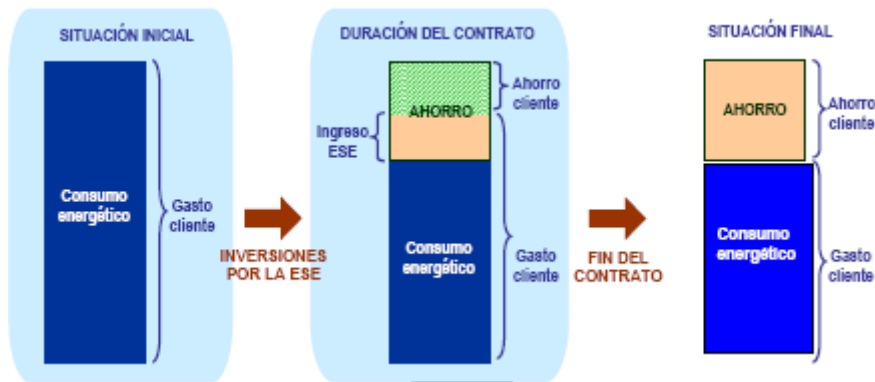 SITUACIÓN INICIAL
Consumo
energético
Gasto
cliente
INVERSIONES
POR LA ESE
DURACIÓN DEL CONTRATO
AHORRO
Ahorro
cliente
Ingreso
ESE
Consumo
energético
Gasto
cliente
FIN DEL
CONTRATO
SITUACIÓN FINAL
AHORRO
Ahorro
cliente
Consumo
energético
Gasto
cliente